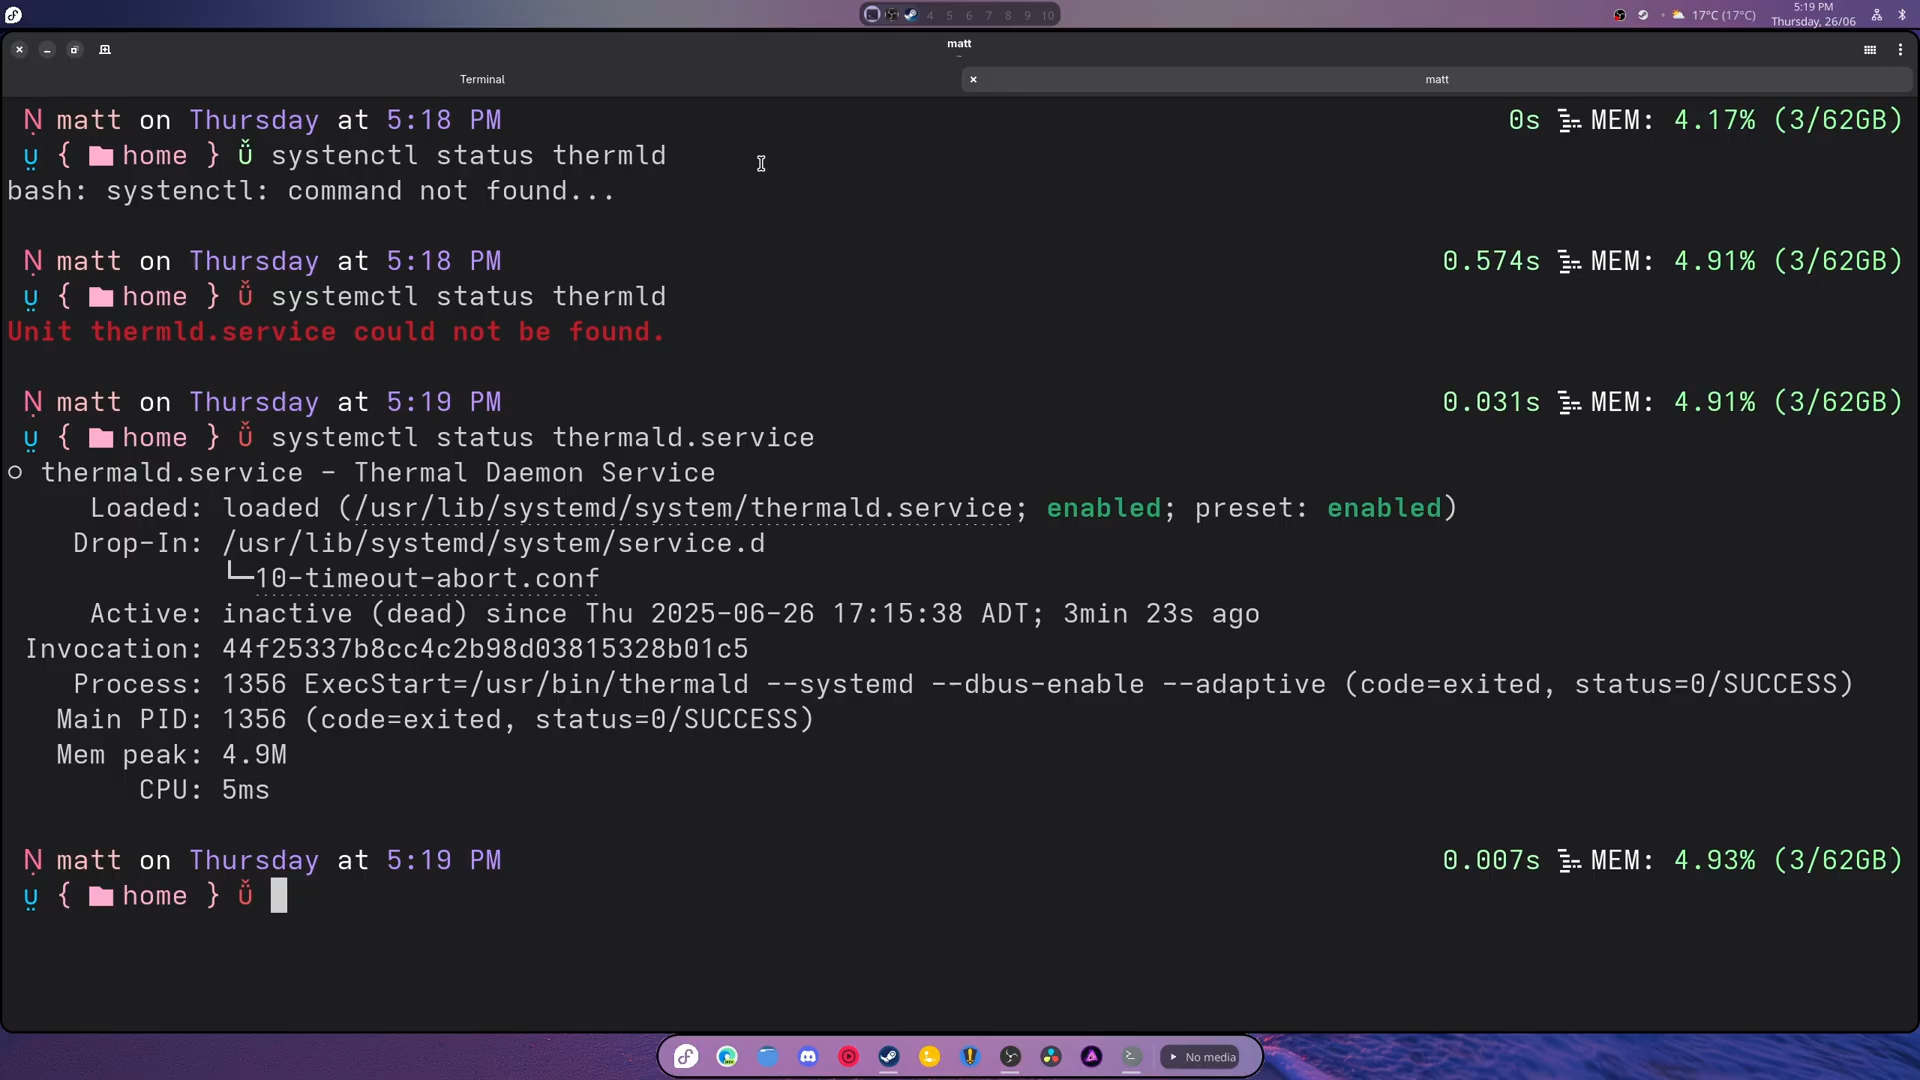 4 5 6 7 8 9 10
17°C (17°C)
5:19 PM
Thursday, 26/06
matt
~
Terminal
matt
Ṇ matt on Thursday at 5:18 PM 0s MEM: 4.17% (3/62GB)
ṳ { home } ǚ systenctl status thermld
bash: systenctl: command not found...
Ṇ matt on Thursday at 5:18 PM 0.574s MEM: 4.91% (3/62GB)
ṳ { home } ǚ systemctl status thermld
Unit thermld.service could not be found.
Ṇ matt on Thursday at 5:19 PM 0.031s MEM: 4.91% (3/62GB)
ṳ { home } ǚ systemctl status thermald.service
○ thermald.service - Thermal Daemon Service
Loaded: loaded (/usr/lib/systemd/system/thermald.service; enabled; preset: enabled)
Drop-In: /usr/lib/systemd/system/service.d
└─10-timeout-abort.conf
Active: inactive (dead) since Thu 2025-06-26 17:15:38 ADT; 3min 23s ago
Invocation: 44f25337b8cc4c2b98d03815328b01c5
Process: 1356 ExecStart=/usr/bin/thermald --systemd --dbus-enable --adaptive (code=exited, status=0/SUCCESS)
Main PID: 1356 (code=exited, status=0/SUCCESS)
Mem peak: 4.9M
CPU: 5ms
Ṇ matt on Thursday at 5:19 PM 0.007s MEM: 4.93% (3/62GB)
ṳ { home } ǚ
No media